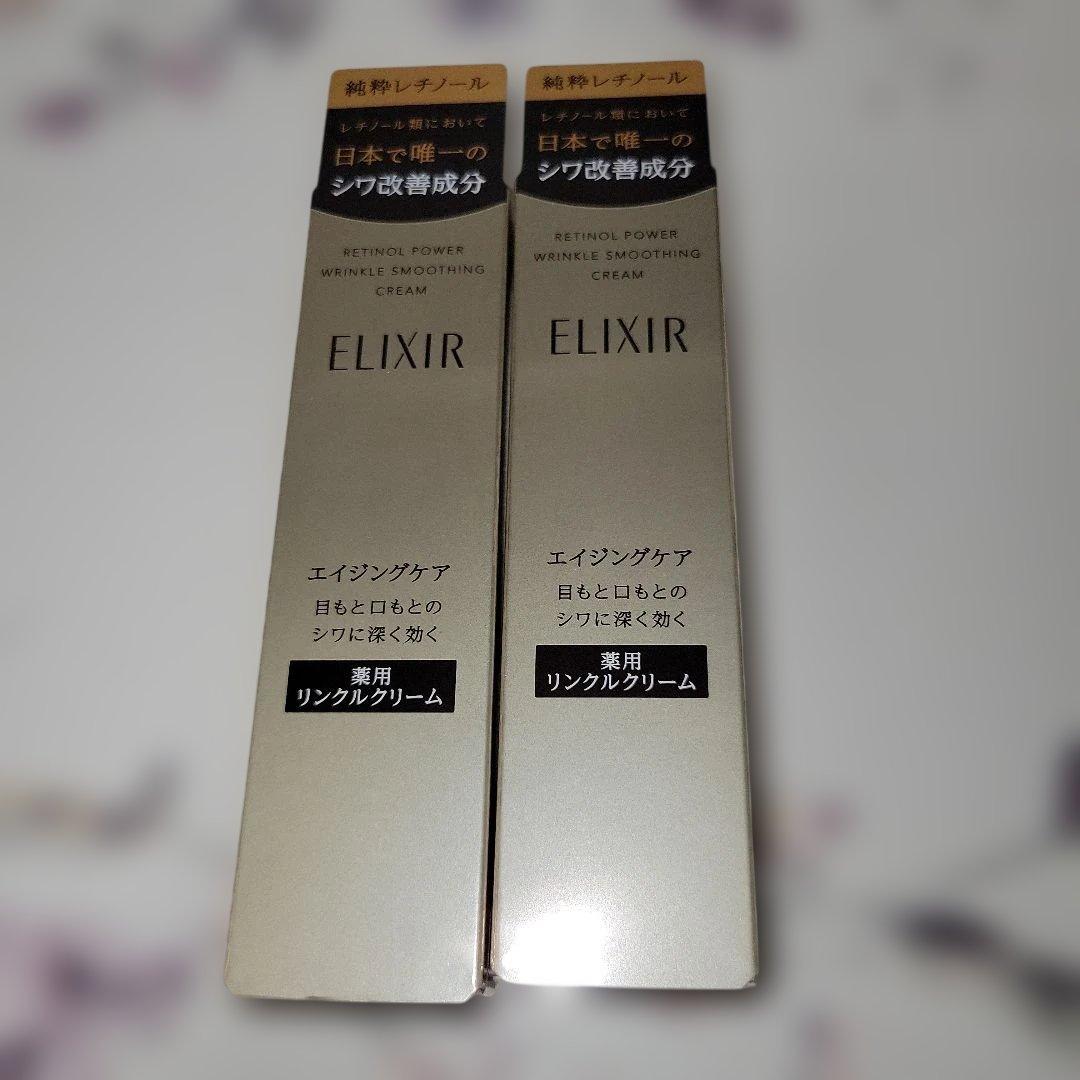 純粋レチノール
レチノール類において
日本で唯一の
シワ改善成分
RETINOL POWER
WRINKLE SMOOTHING
CREAM
ELIXIR
エイジングケア
目もと口もとの
シワに深く効く
薬用
リンクルクリーム
純粋レチノール
レチノール類において
日本で唯一の
シワ改善成分
RETINOL POWER
WRINKLE SMOOTHING
CREAM
ELIXIR
エイジングケア
目もと口もとの
シワに深く効く
薬用
リンクルクリーム